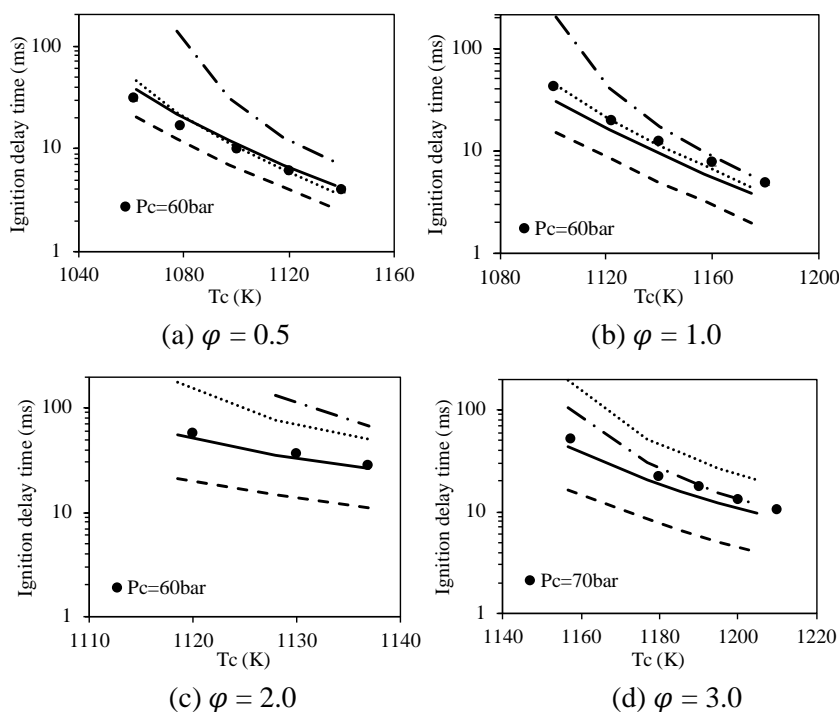 Ignition delay time (ms)
100
10
1
Pc=60bar
1040
1080
1120
1160
Tc (K)
(a) φ = 0.5
Ignition delay time (ms)
100
10
1
Pc=60bar
1080
1120
1160
1200
Tc(K)
(b) φ = 1.0
Ignition delay time (ms)
100
10
1
Pc=60bar
1110
1120
1130
1140
Tc (K)
(c) φ = 2.0
Ignition delay time (ms)
100
10
1
Pc=70bar
1140
1160
1180
1200
1220
Tc (K)
(d) φ = 3.0